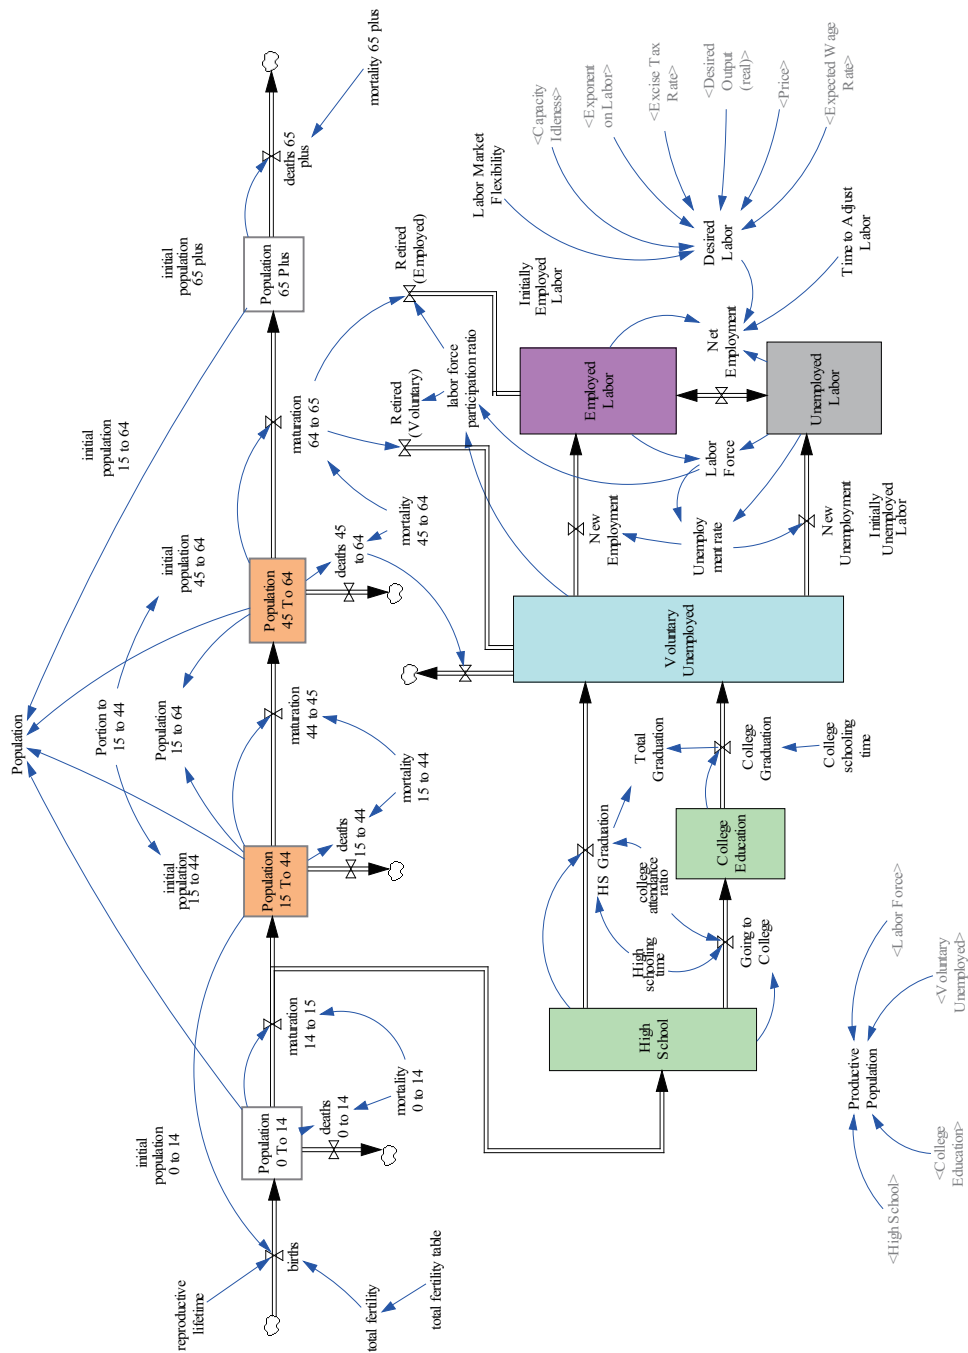 reproductive
lifetime
births
total fertility
total fertility table
initial
population
0 to 14
Population
0 To 14
deaths
0 to 14
mortality
0 to 14
maturation
14 to 15
Population
initial
population
15 to 44
Portion to
15 to 44
initial
population
45 to 64
Population
15 to 64
Population
15 To 44
deaths
15 to 44
mortality
15 to 44
maturation
44 to 45
Population
45 To 64
deaths 45
to 64
mortality
45 to 64
maturation
64 to 65
initial
population
15 to 64
initial
population
65 plus
Population
65 Plus
deaths 65
plus
mortality 65 plus
Retired
(Voluntary)
Retired
(Employed)
labor force
participation ratio
High
School
High
schooling
time
HS Graduation
college
attendance
ratio
Going to
College
College
Education
Total
Graduation
College
Graduation
College
schooling
time
Voluntary
Unemployed
New
Employment
Unemploy
ment rate
New
Unemployment
Initially
Unemployed
Labor
Labor
Force
Employed
Labor
Initially
Employed
Labor
Unemployed
Labor
Net
Employment
Time to Adjust
Labor
Desired
Labor
Labor Market
Flexibility
<Capacity
Idleness>
<Exponent
on Labor>
<Excise Tax
Rate>
<Desired
Output
(real)>
<Price>
<Expected Wage
Rate>
Productive
Population
<High School>
<College
Education>
<Voluntary
Unemployed>
<Labor Force>